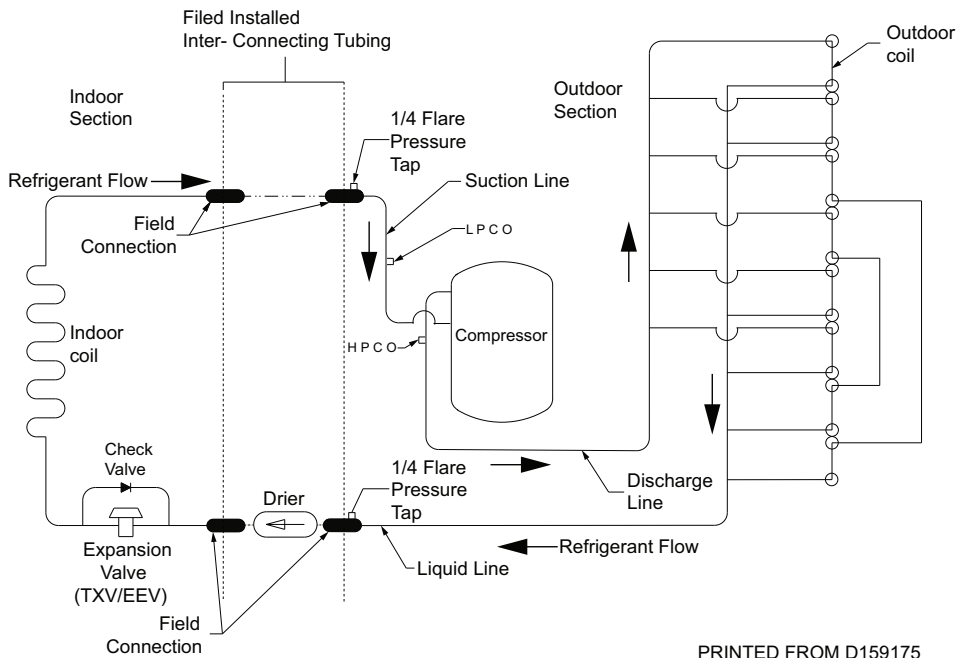 Filed Installed
Inter- Connecting Tubing
Outdoor
coil
Indoor
Section
Outdoor
Section
1/4 Flare
Pressure
Tap
Refrigerant Flow
Suction Line
Field
Connection
LPCO
Indoor
coil
Compressor
HPCO
Check
Valve
Drier
1/4 Flare
Pressure
Tap
Discharge
Line
Expansion
Valve
(TXV/EEV)
Refrigerant Flow
Liquid Line
Field
Connection
PRINTED FROM D159175